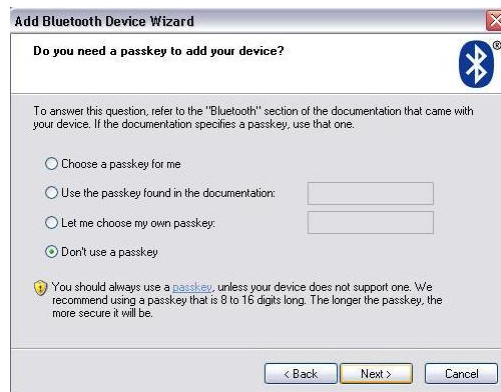 Add Bluetooth Device Wizard
Do you need a passkey to add your device?
®
To answer this question, refer to the "Bluetooth" section of the documentation that came with
your device. If the documentation specifies a passkey, use that one.
Choose a passkey for me
Use the passkey found in the documentation:
Let me choose my own passkey:
Don't use a passkey
You should always use a passkey, unless your device does not support one. We
recommend using a passkey that is 8 to 16 digits long. The longer the passkey, the
more secure it will be.
< Back Next > Cancel